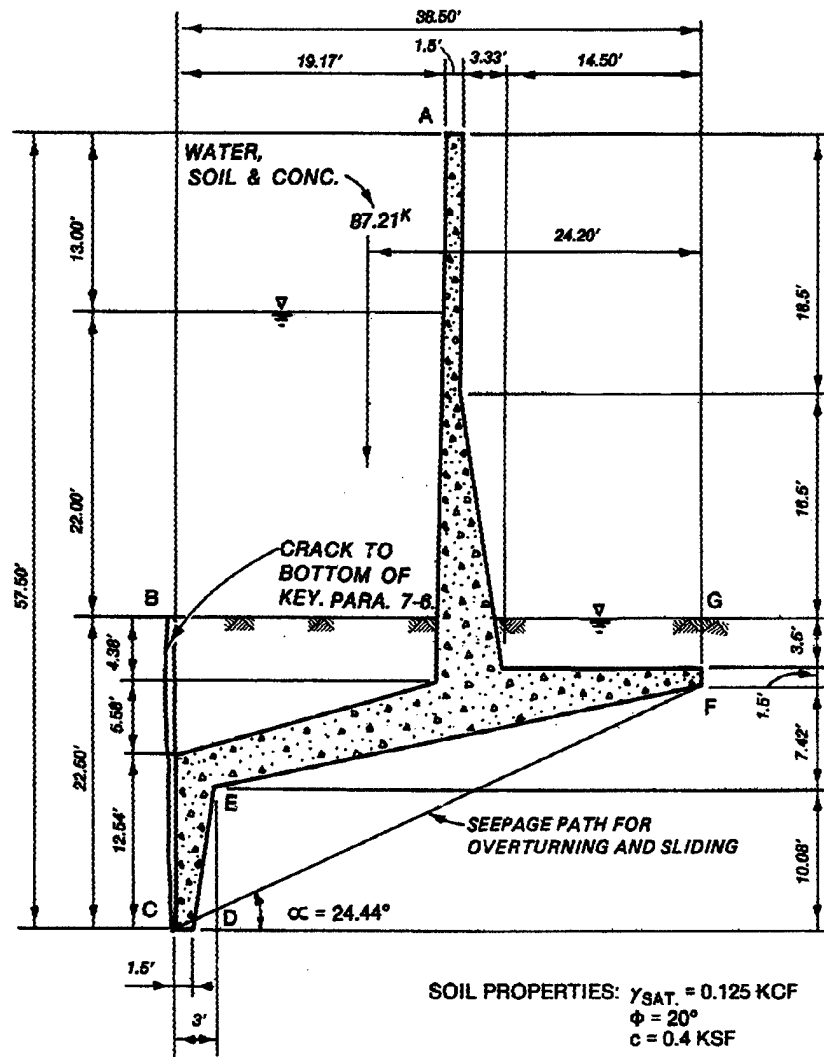 38.50'
19.17'
1.5'
3.33'
14.50'
A
WATER,
SOIL & CONC.
87.21K
24.20'
13.00"
18.5'
22.00'
57.50'
16.5'
CRACK TO
BOTTOM OF
KEY. PARA. 7-6.
B
G
4.38'
3.5'
5.58'
F
1.5'
22.50'
7.42'
E
12.54'
SEEPAGE PATH FOR
OVERTURNING AND SLIDING
10.08'
C
D
α = 24.44°
1.5'
3'
SOIL PROPERTIES: γSAT. = 0.125 KCF
Φ = 20°
c = 0.4 KSF